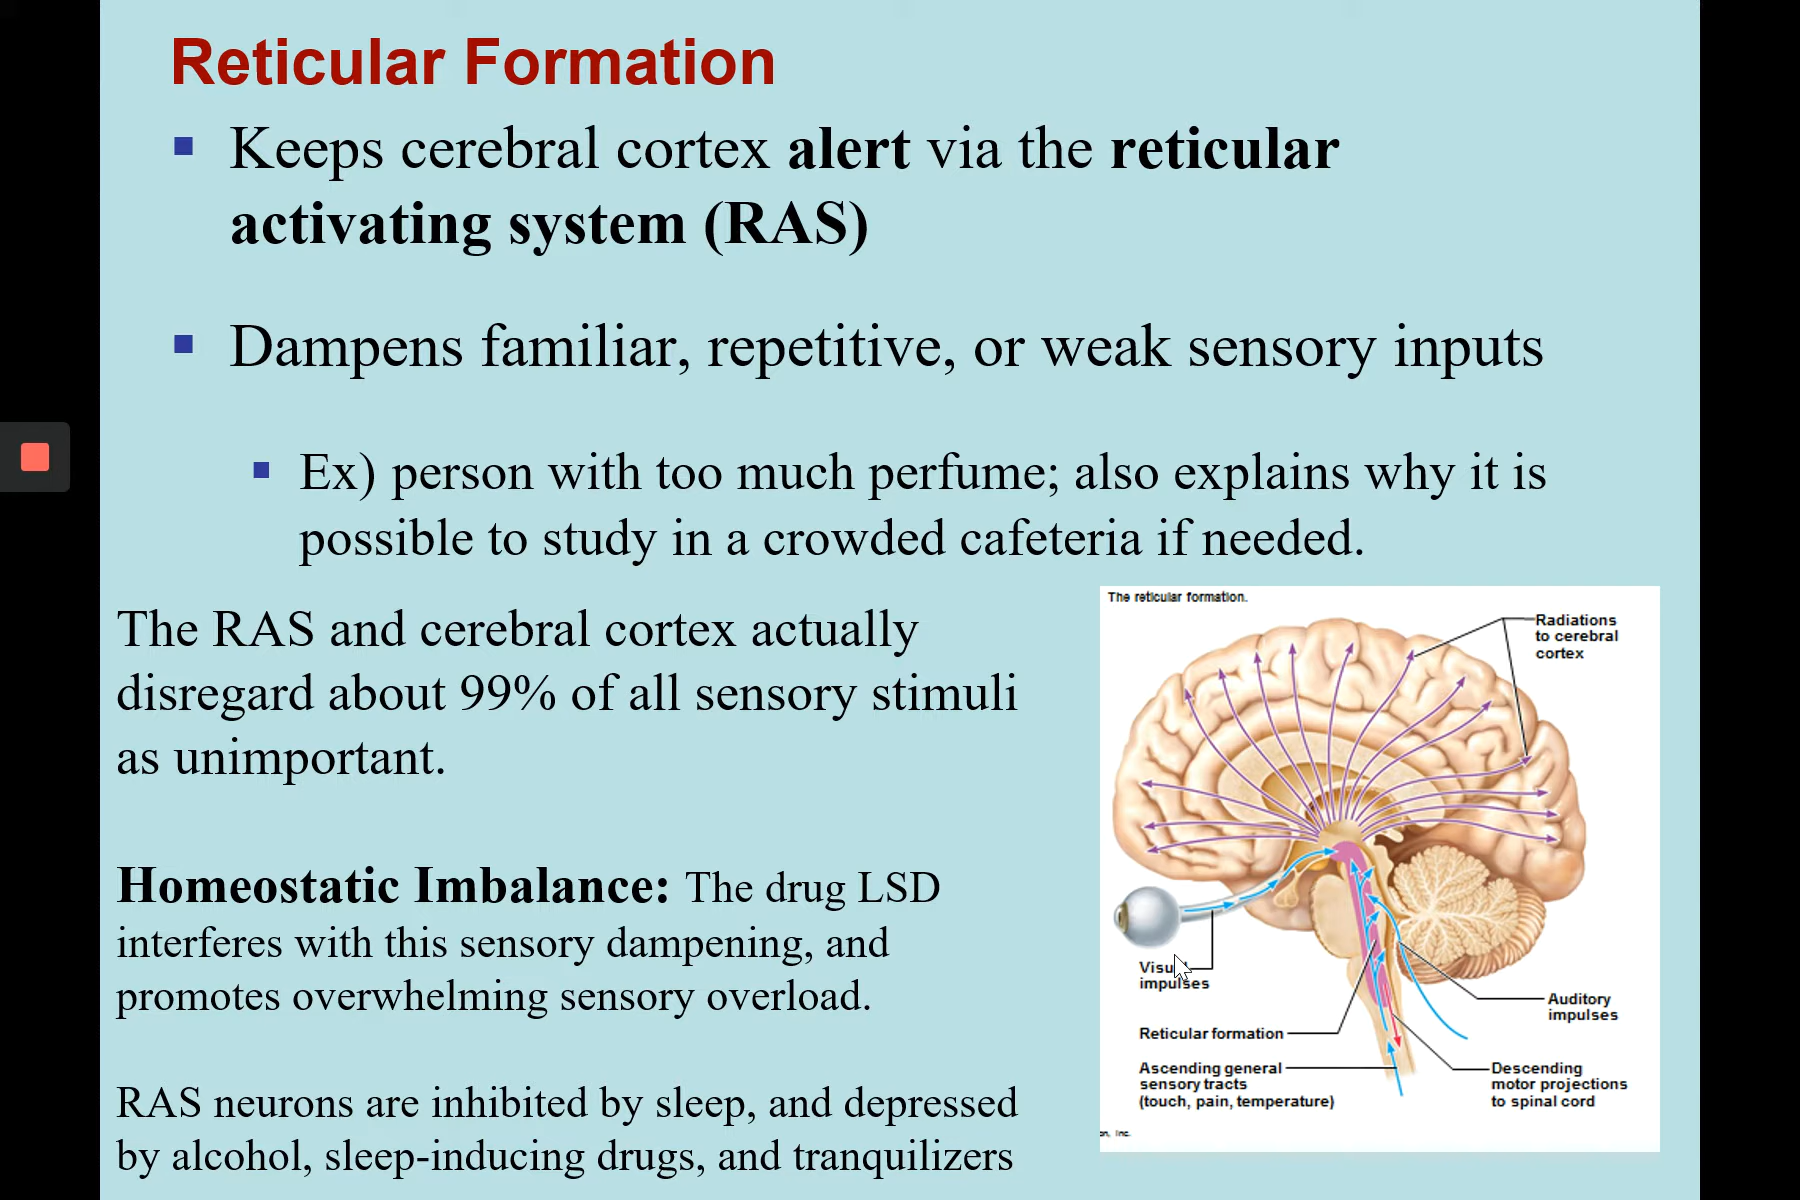 Reticular Formation
Keeps cerebral cortex alert via the reticular
activating system (RAS)
Dampens familiar, repetitive, or weak sensory inputs
Ex) person with too much perfume; also explains why it is
possible to study in a crowded cafeteria if needed.
The RAS and cerebral cortex actually
disregard about 99% of all sensory stimuli
as unimportant.
Homeostatic Imbalance: The drug LSD
interferes with this sensory dampening, and
promotes overwhelming sensory overload.
RAS neurons are inhibited by sleep, and depressed
by alcohol, sleep-inducing drugs, and tranquilizers
The reticular formation.
Radiations
to cerebral
cortex
impulses
Reticular formation
Ascending general
sensory tracts
(touch, pain, temperature)
Auditory
impulses
Descending
motor projections
to spinal cord
Inc.